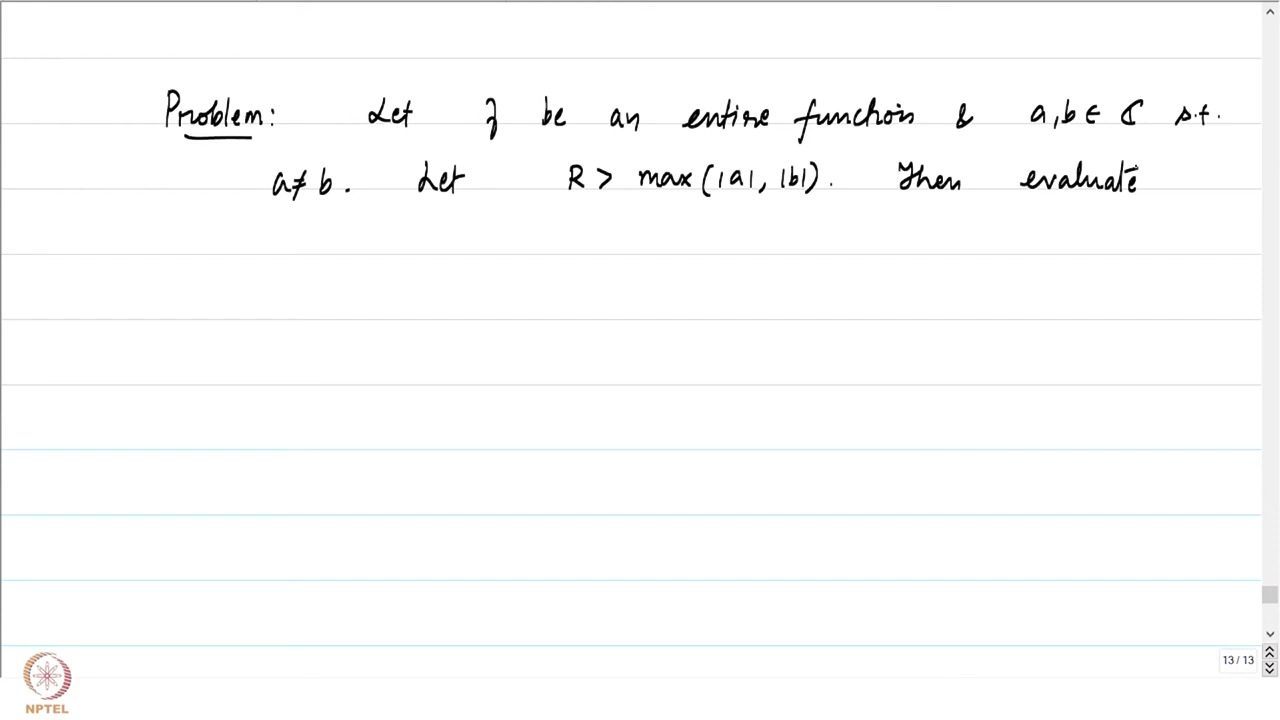 Problem: Let f be an entire function & a, b ∈ ℂ s.t.
a ≠ b. Let R > max(|a|, |b|). Then evaluate
13 / 13
NPTEL